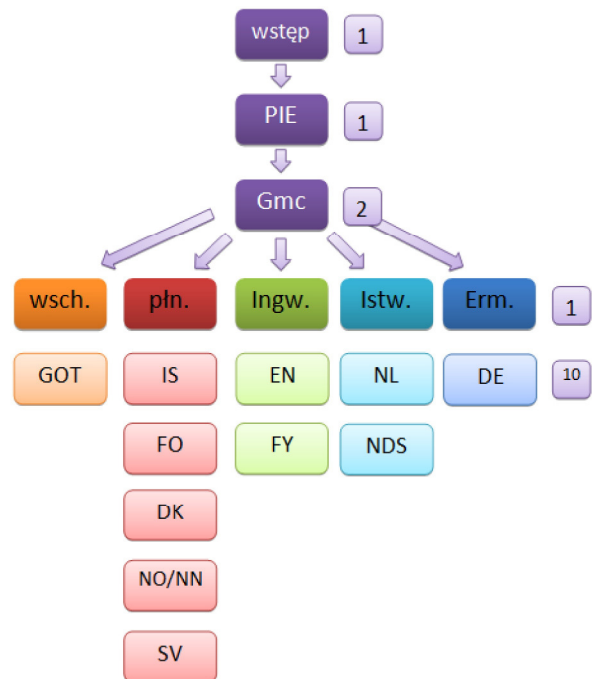 wstęp 1
PIE 1
Gmc 2
wsch. płn. Ingw. Istw. Erm. 1
GOT IS EN NL DE 10
FO FY NDS
DK
NO/NN
SV